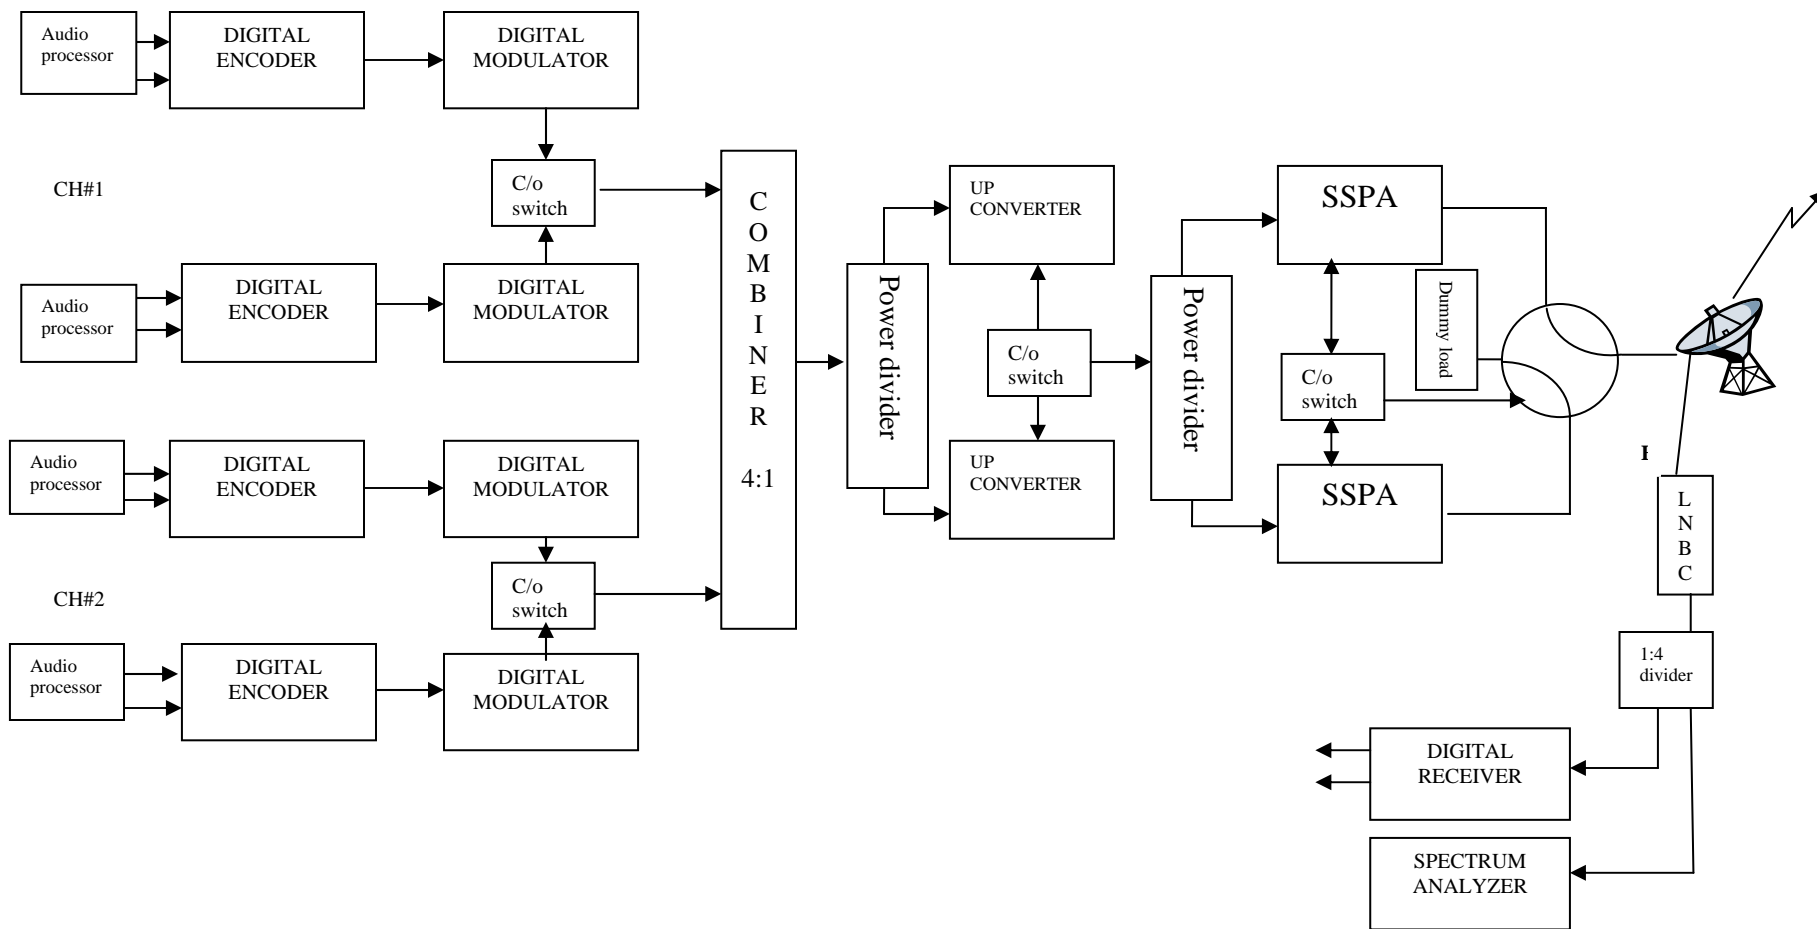 Audio
processor
DIGITAL
ENCODER
DIGITAL
MODULATOR
CH#1
C/o
switch
Audio
processor
DIGITAL
ENCODER
DIGITAL
MODULATOR
Audio
processor
DIGITAL
ENCODER
DIGITAL
MODULATOR
CH#2
C/o
switch
Audio
processor
DIGITAL
ENCODER
DIGITAL
MODULATOR
COMBINER
4:1
Power divider
UP
CONVERTER
C/o
switch
UP
CONVERTER
Power divider
SSPA
Dummy load
C/o
switch
SSPA
LNBC
1:4
divider
DIGITAL
RECEIVER
SPECTRUM
ANALYZER